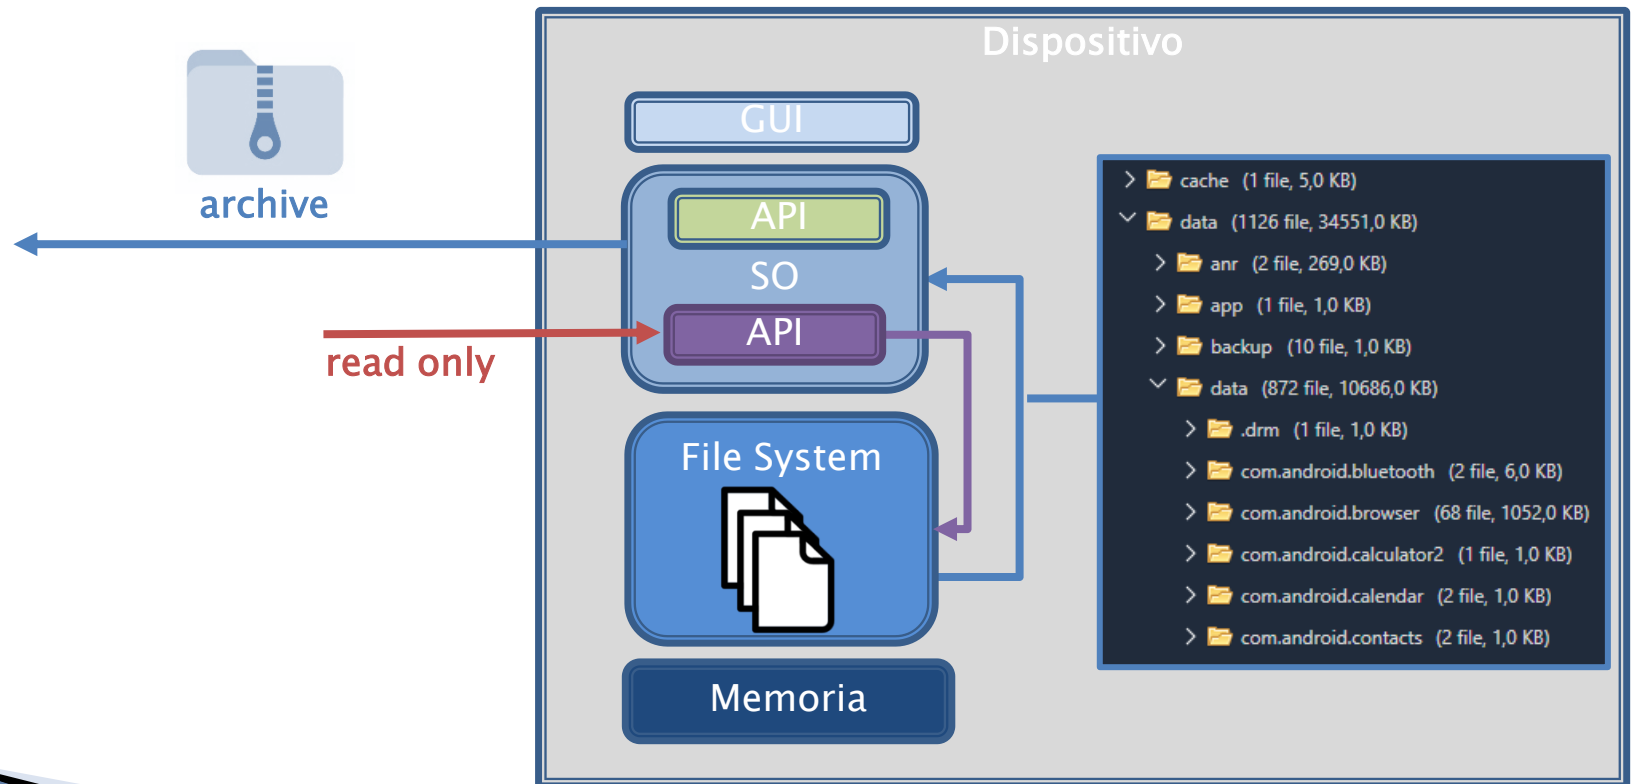 Dispositivo
archive
read only
GUI
API
SO
API
File System
Memoria
cache (1 file, 5,0 KB)
data (1126 file, 34551,0 KB)
anr (2 file, 269,0 KB)
app (1 file, 1,0 KB)
backup (10 file, 1,0 KB)
data (872 file, 10686,0 KB)
.drm (1 file, 1,0 KB)
com.android.bluetooth (2 file, 6,0 KB)
com.android.browser (68 file, 1052,0 KB)
com.android.calculator2 (1 file, 1,0 KB)
com.android.calendar (2 file, 1,0 KB)
com.android.contacts (2 file, 1,0 KB)